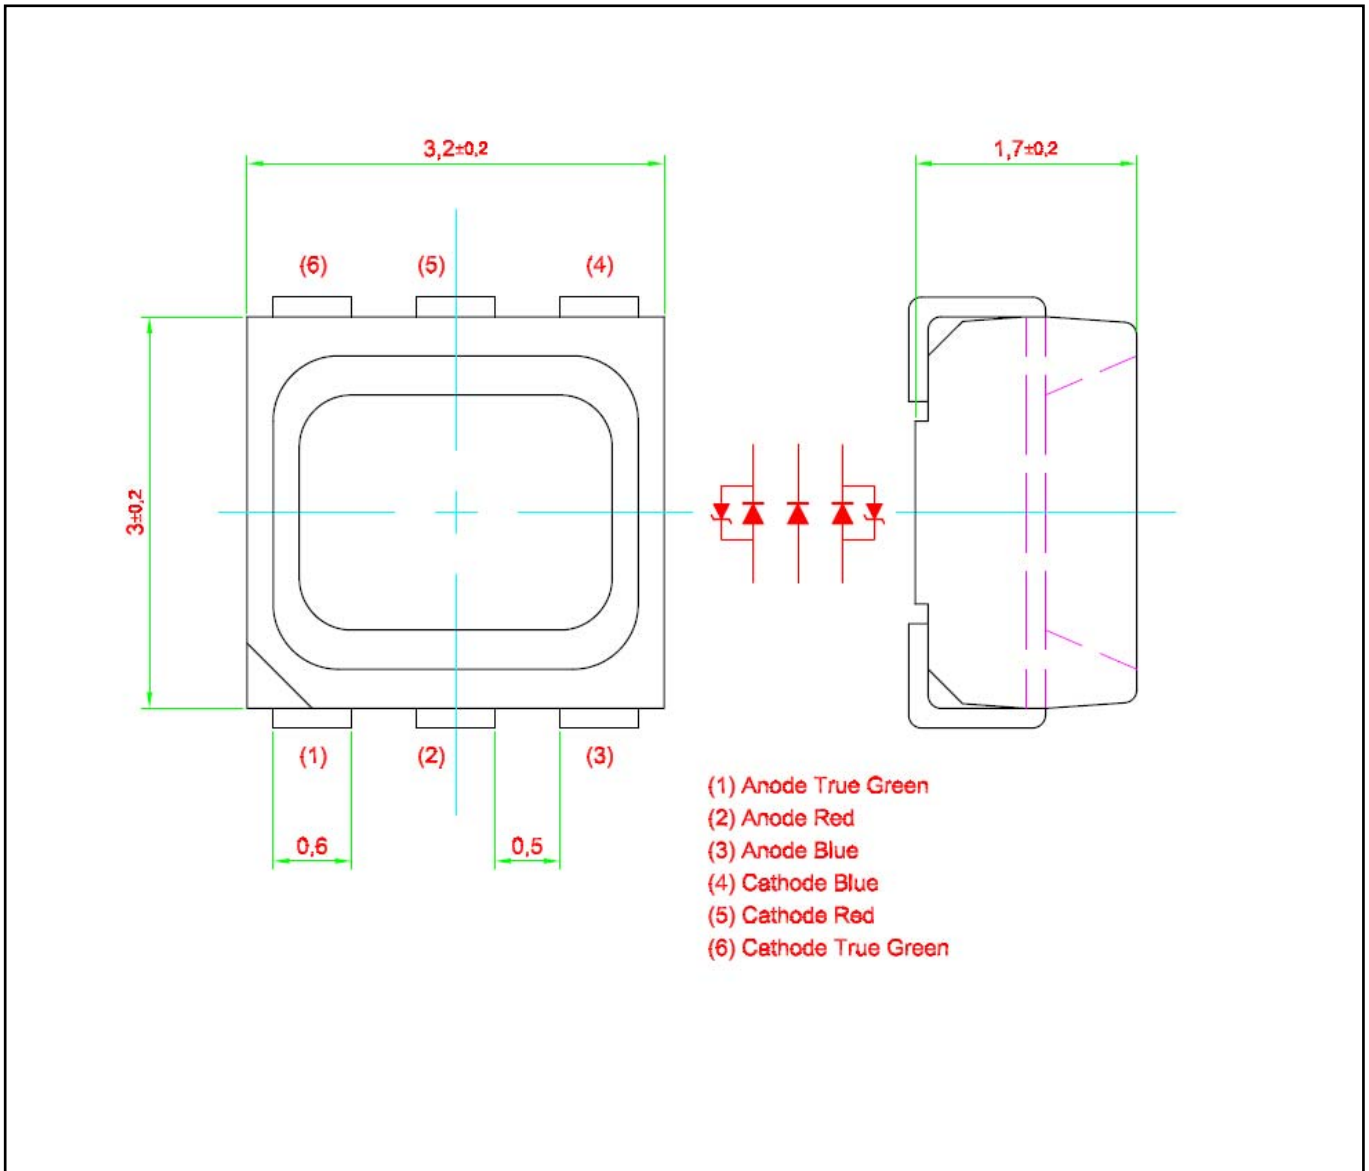 3,2±0,2
1,7±0,2
(6) (5) (4)
3±0,2
(1) (2) (3)
0,6 0,5
(1) Anode True Green
(2) Anode Red
(3) Anode Blue
(4) Cathode Blue
(5) Cathode Red
(6) Cathode True Green